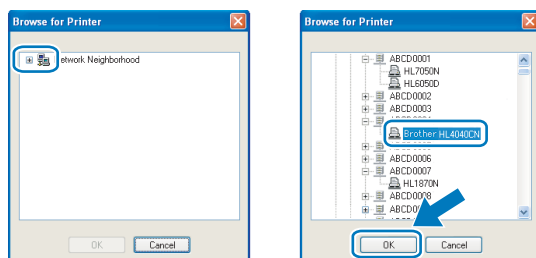 Browse for Printer
etwork Neighborhood
OK
Cancel
Browse for Printer
ABCD0001
HL7050N
HL6050D
ABCD0002
ABCD0003
Brother HL4040CN
ABCD0006
ABCD0007
HL1870N
ABCD0008
OK
Cancel